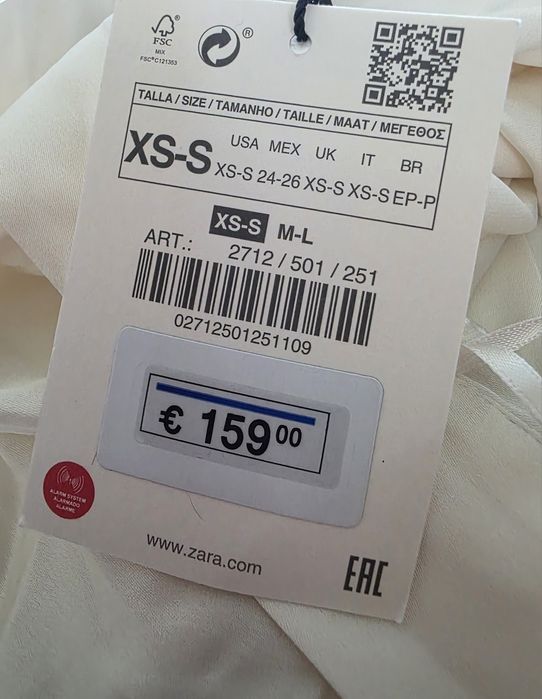 FSC®
MIX
FSC®C121353
®
TALLA / SIZE / TAMANHO / TAILLE / MAAT / ΜΕΓΕΘΟΣ
XS-S USA MEX UK IT BR
XS-S 24-26 XS-S XS-S EP-P
XS-S M-L
ART.: 2712 / 501 / 251
02712501251109
€ 159 00
ALARM SYSTEM
ALARMADO
ALARME
www.zara.com
EAC